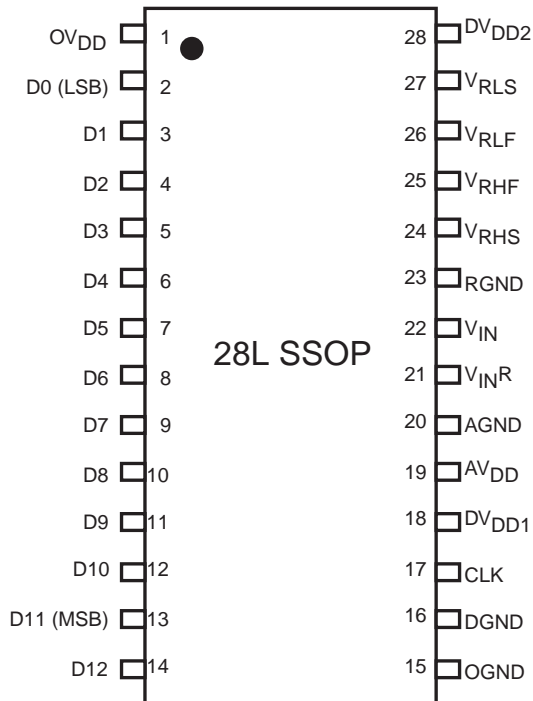 OVDD 1 28 DVDD2
D0 (LSB) 2 27 VRLS
D1 3 26 VRLF
D2 4 25 VRHF
D3 5 24 VRHS
D4 6 23 RGND
D5 7 22 VIN
28L SSOP
D6 8 21 VINR
D7 9 20 AGND
D8 10 19 AVDD
D9 11 18 DVDD1
D10 12 17 CLK
D11 (MSB) 13 16 DGND
D12 14 15 OGND